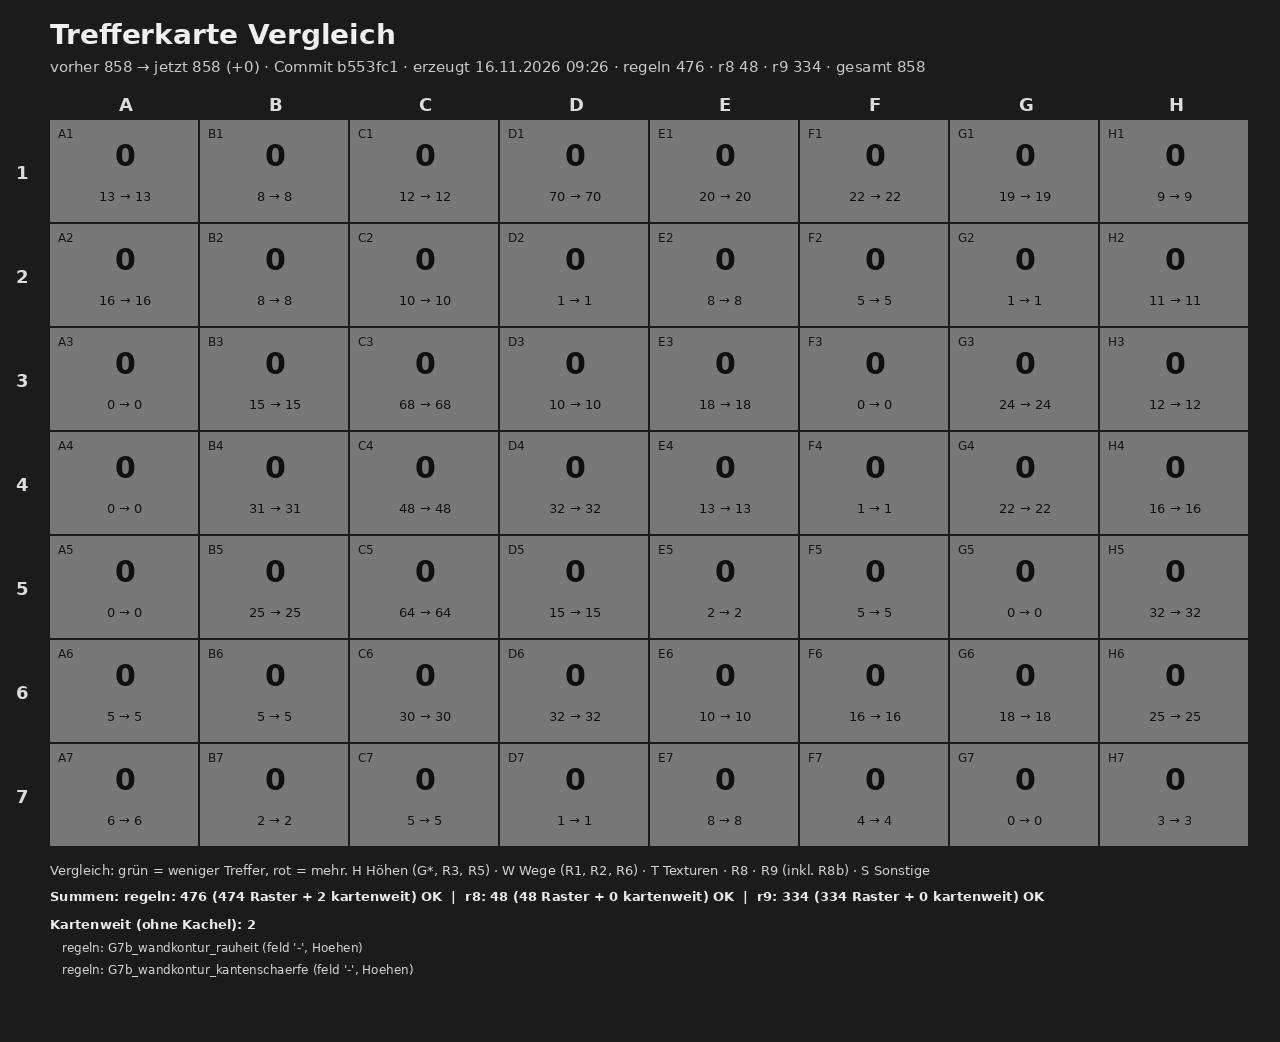 Trefferkarte Vergleich
vorher 858 → jetzt 858 (+0) · Commit b553fc1 · erzeugt 16.11.2026 09:26 · regeln 476 · r8 48 · r9 334 · gesamt 858
A B C D E F G H
A1 B1 C1 D1 E1 F1 G1 H1
0 0 0 0 0 0 0 0
1
13 → 13 8 → 8 12 → 12 70 → 70 20 → 20 22 → 22 19 → 19 9 → 9
A2 B2 C2 D2 E2 F2 G2 H2
0 0 0 0 0 0 0 0
2
16 → 16 8 → 8 10 → 10 1 → 1 8 → 8 5 → 5 1 → 1 11 → 11
A3 B3 C3 D3 E3 F3 G3 H3
0 0 0 0 0 0 0 0
3
0 → 0 15 → 15 68 → 68 10 → 10 18 → 18 0 → 0 24 → 24 12 → 12
A4 B4 C4 D4 E4 F4 G4 H4
0 0 0 0 0 0 0 0
4
0 → 0 31 → 31 48 → 48 32 → 32 13 → 13 1 → 1 22 → 22 16 → 16
A5 B5 C5 D5 E5 F5 G5 H5
0 0 0 0 0 0 0 0
5
0 → 0 25 → 25 64 → 64 15 → 15 2 → 2 5 → 5 0 → 0 32 → 32
A6 B6 C6 D6 E6 F6 G6 H6
0 0 0 0 0 0 0 0
6
5 → 5 5 → 5 30 → 30 32 → 32 10 → 10 16 → 16 18 → 18 25 → 25
A7 B7 C7 D7 E7 F7 G7 H7
0 0 0 0 0 0 0 0
7
6 → 6 2 → 2 5 → 5 1 → 1 8 → 8 4 → 4 0 → 0 3 → 3
Vergleich: grün = weniger Treffer, rot = mehr. H Höhen (G*, R3, R5) · W Wege (R1, R2, R6) · T Texturen · R8 · R9 (inkl. R8b) · S Sonstige
Summen: regeln: 476 (474 Raster + 2 kartenweit) OK | r8: 48 (48 Raster + 0 kartenweit) OK | r9: 334 (334 Raster + 0 kartenweit) OK
Kartenweit (ohne Kachel): 2
regeln: G7b_wandkontur_rauheit (feld '-', Hoehen)
regeln: G7b_wandkontur_kantenschaerfe (feld '-', Hoehen)